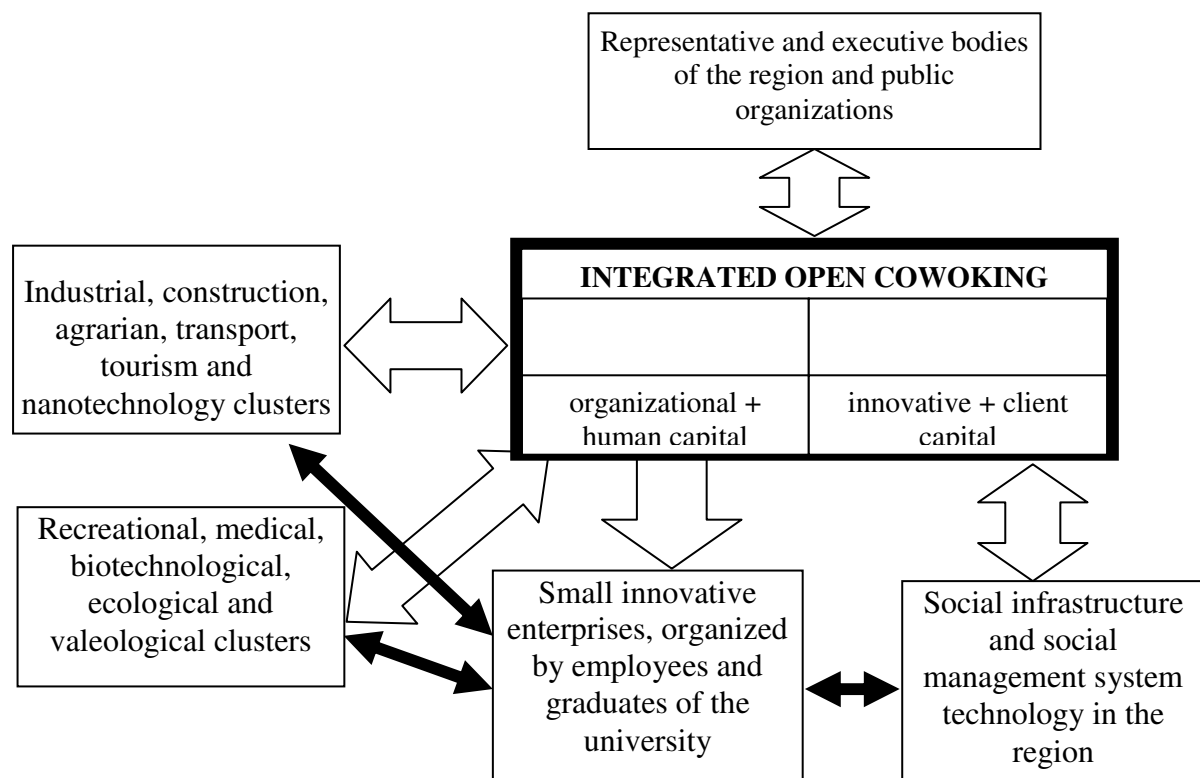 Representative and executive bodies
of the region and public
organizations
INTEGRATED OPEN COWOKING
organizational +
human capital
innovative + client
capital
Industrial, construction,
agrarian, transport,
tourism and
nanotechnology clusters
Recreational, medical,
biotechnological,
ecological and
valeological clusters
Small innovative
enterprises, organized
by employees and
graduates of the
university
Social infrastructure
and social
management system
technology in the
region